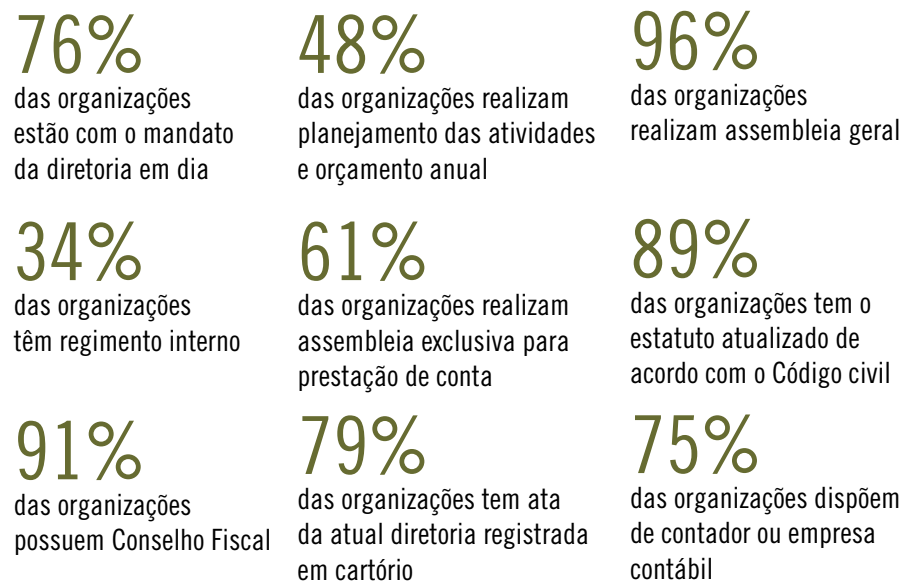 76%
das organizações
estão com o mandato
da diretoria em dia
48%
das organizações realizam
planejamento das atividades
e orçamento anual
96%
das organizações
realizam assembleia geral
34%
das organizações
têm regimento interno
61%
das organizações realizam
assembleia exclusiva para
prestação de conta
89%
das organizações tem o
estatuto atualizado de
acordo com o Código civil
91%
das organizações
possuem Conselho Fiscal
79%
das organizações tem ata
da atual diretoria registrada
em cartório
75%
das organizações dispõem
de contador ou empresa
contábil